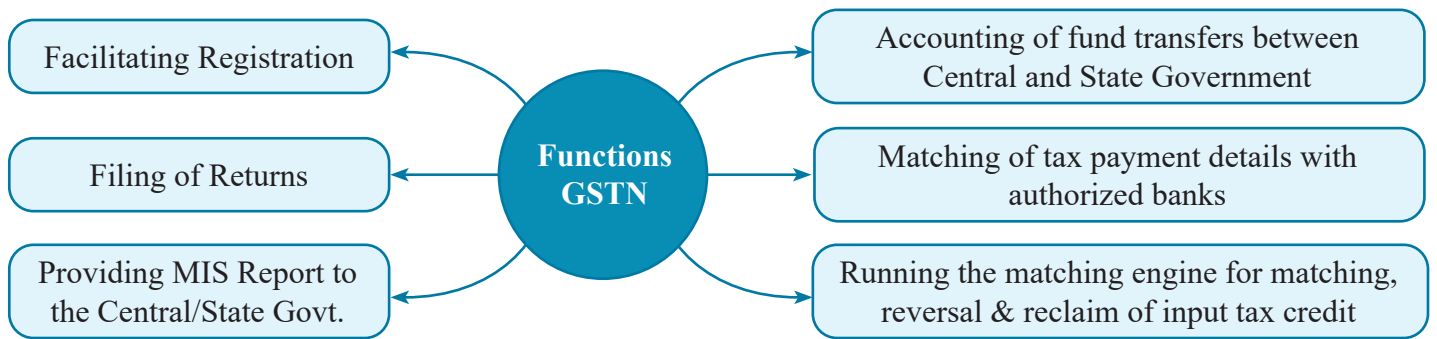 Facilitating Registration
Filing of Returns
Providing MIS Report to
the Central/State Govt.
Functions
GSTN
Accounting of fund transfers between
Central and State Government
Matching of tax payment details with
authorized banks
Running the matching engine for matching,
reversal & reclaim of input tax credit